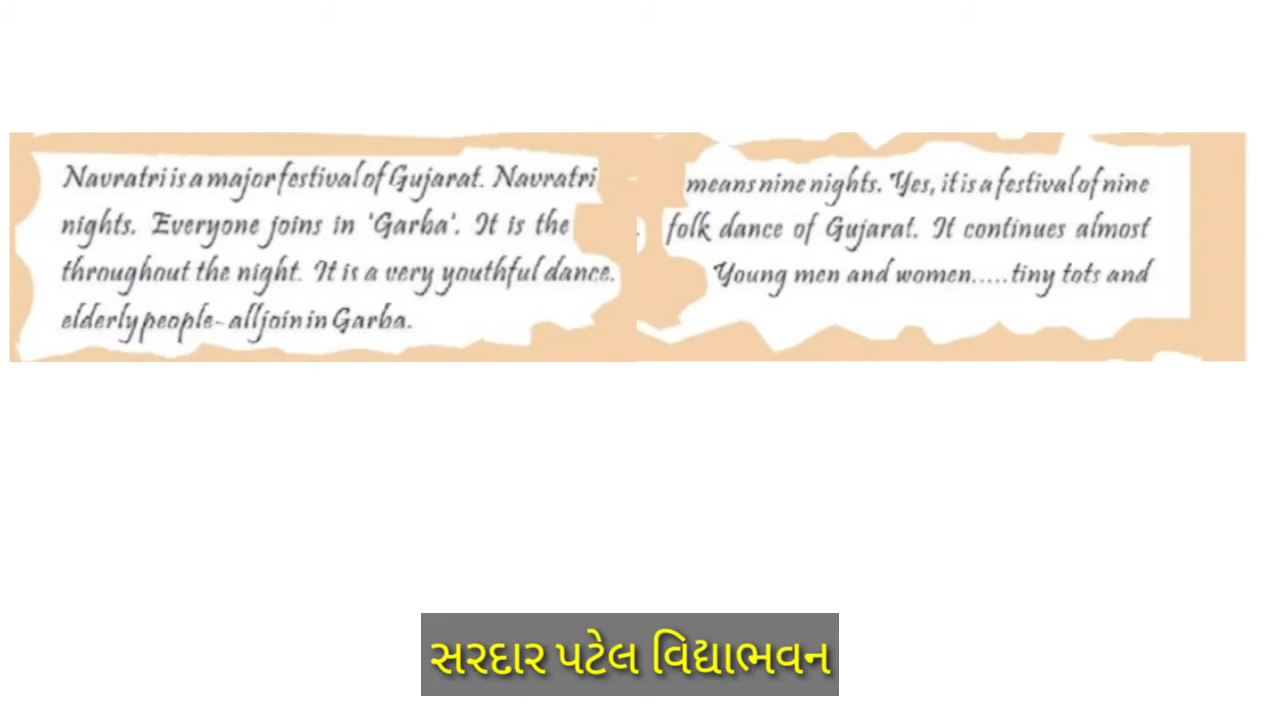 Navratri is a major festival of Gujarat. Navratri means nine nights. Yes, it is a festival of nine
nights. Everyone joins in 'Garba'. It is the folk dance of Gujarat. It continues almost
throughout the night. It is a very youthful dance. Young men and women.....tiny tots and
elderly people- all join in Garba.
સરદાર પટેલ વિદ્યાભવન